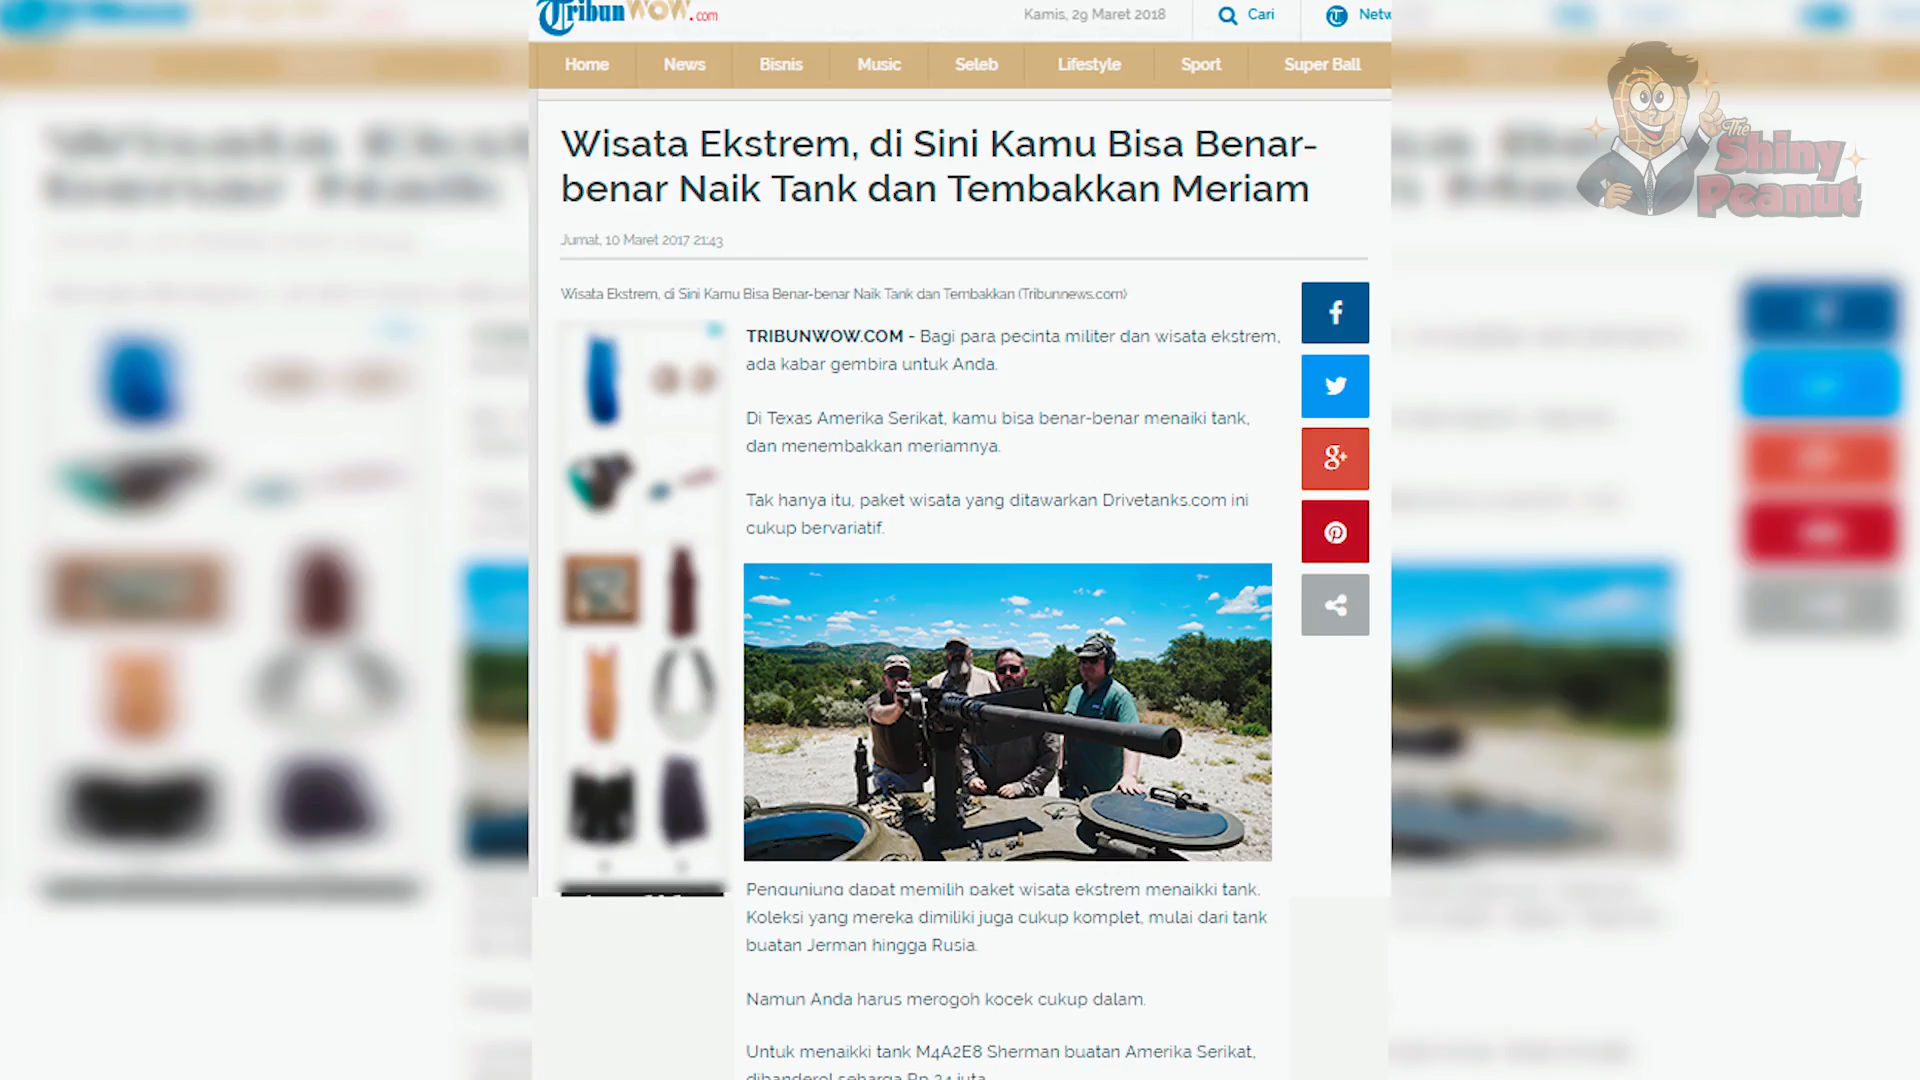 TribunWOW.com
Kamis, 29 Maret 2018
Cari
Home
News
Bisnis
Music
Seleb
Lifestyle
Sport
Super Ball
The
Shiny
Peanut
Wisata Ekstrem, di Sini Kamu Bisa Benar-
benar Naik Tank dan Tembakkan Meriam
Jumat, 10 Maret 2017 21:43
Wisata Ekstrem, di Sini Kamu Bisa Benar-benar Naik Tank dan Tembakkan (Tribunnews.com)
TRIBUNWOW.COM - Bagi para pecinta militer dan wisata ekstrem,
ada kabar gembira untuk Anda.
Di Texas Amerika Serikat, kamu bisa benar-benar menaiki tank,
dan menembakkan meriamnya.
Tak hanya itu, paket wisata yang ditawarkan Drivetanks.com ini
cukup bervariatif.
Pengunjung dapat memilih paket wisata ekstrem menaikki tank.
Koleksi yang mereka dimiliki juga cukup komplet, mulai dari tank
buatan Jerman hingga Rusia.
Namun Anda harus merogoh kocek cukup dalam.
Untuk menaikki tank M4A2E8 Sherman buatan Amerika Serikat,
dibanderol seharga Rp 34 juta